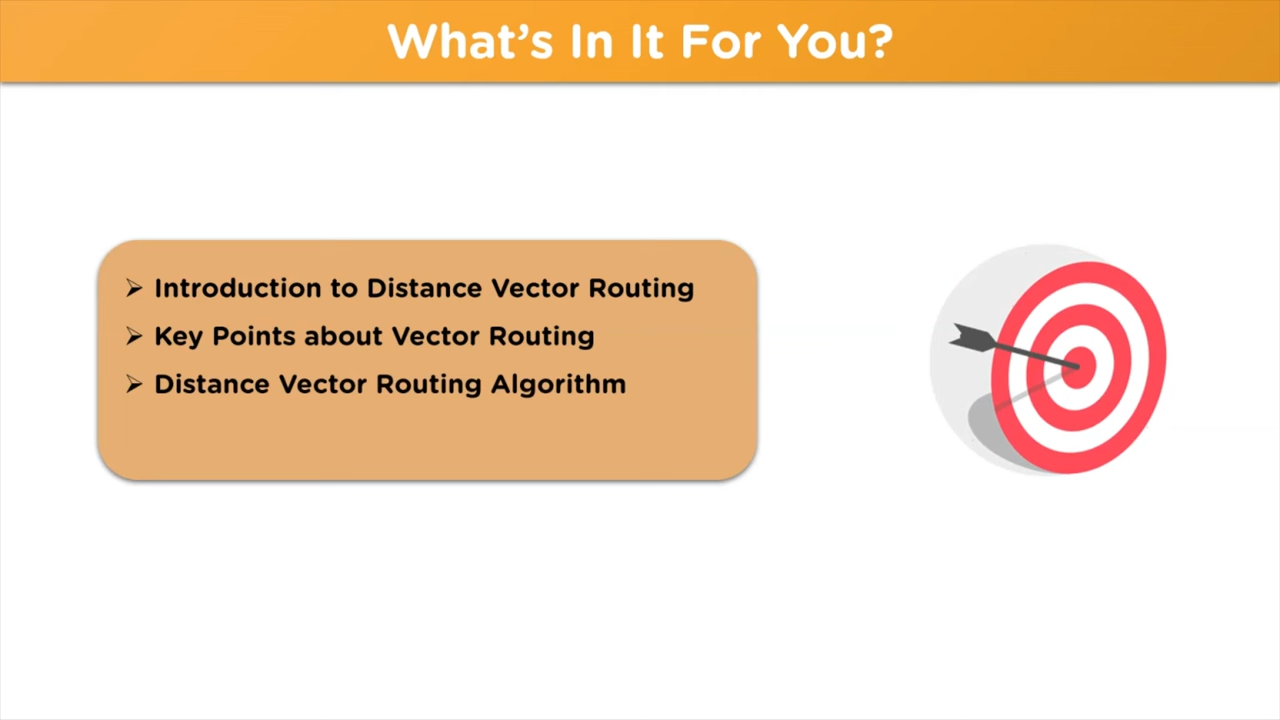 What's In It For You?
➢ Introduction to Distance Vector Routing
➢ Key Points about Vector Routing
➢ Distance Vector Routing Algorithm